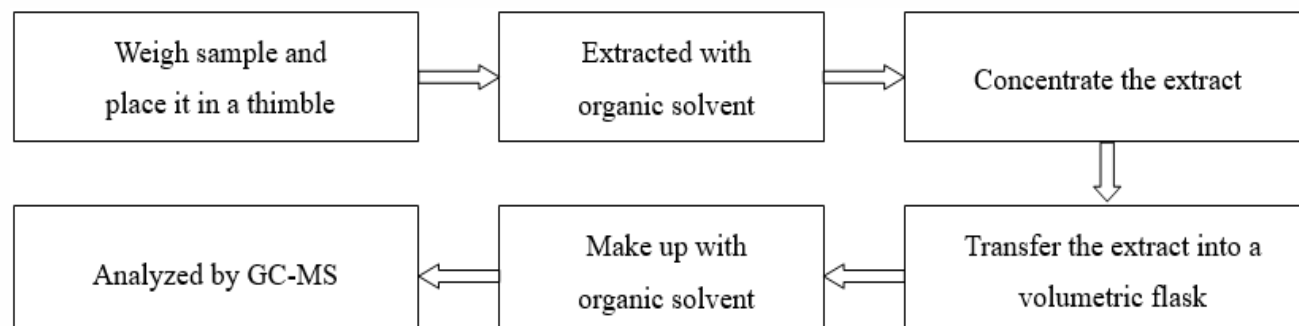 Weigh sample and
place it in a thimble
Extracted with
organic solvent
Concentrate the extract
Transfer the extract into a
volumetric flask
Make up with
organic solvent
Analyzed by GC-MS